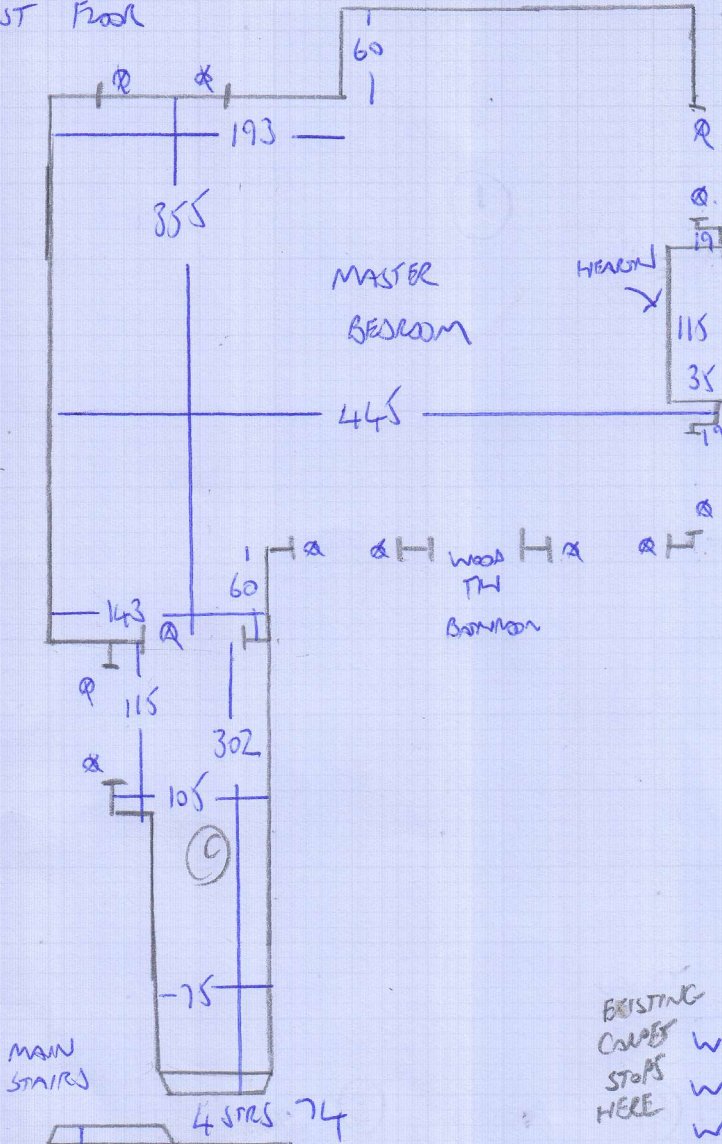 ST FLOOR
60
193
355
19
MASTER
BEDROOM
HEARTH
115
35
445
19
60
WOOD
TH
BATHROOM
143
115
302
105
C
75
MAIN
STAIRS
4 STRS 74
EXISTING
CARPET W
STOPS W
HERE W